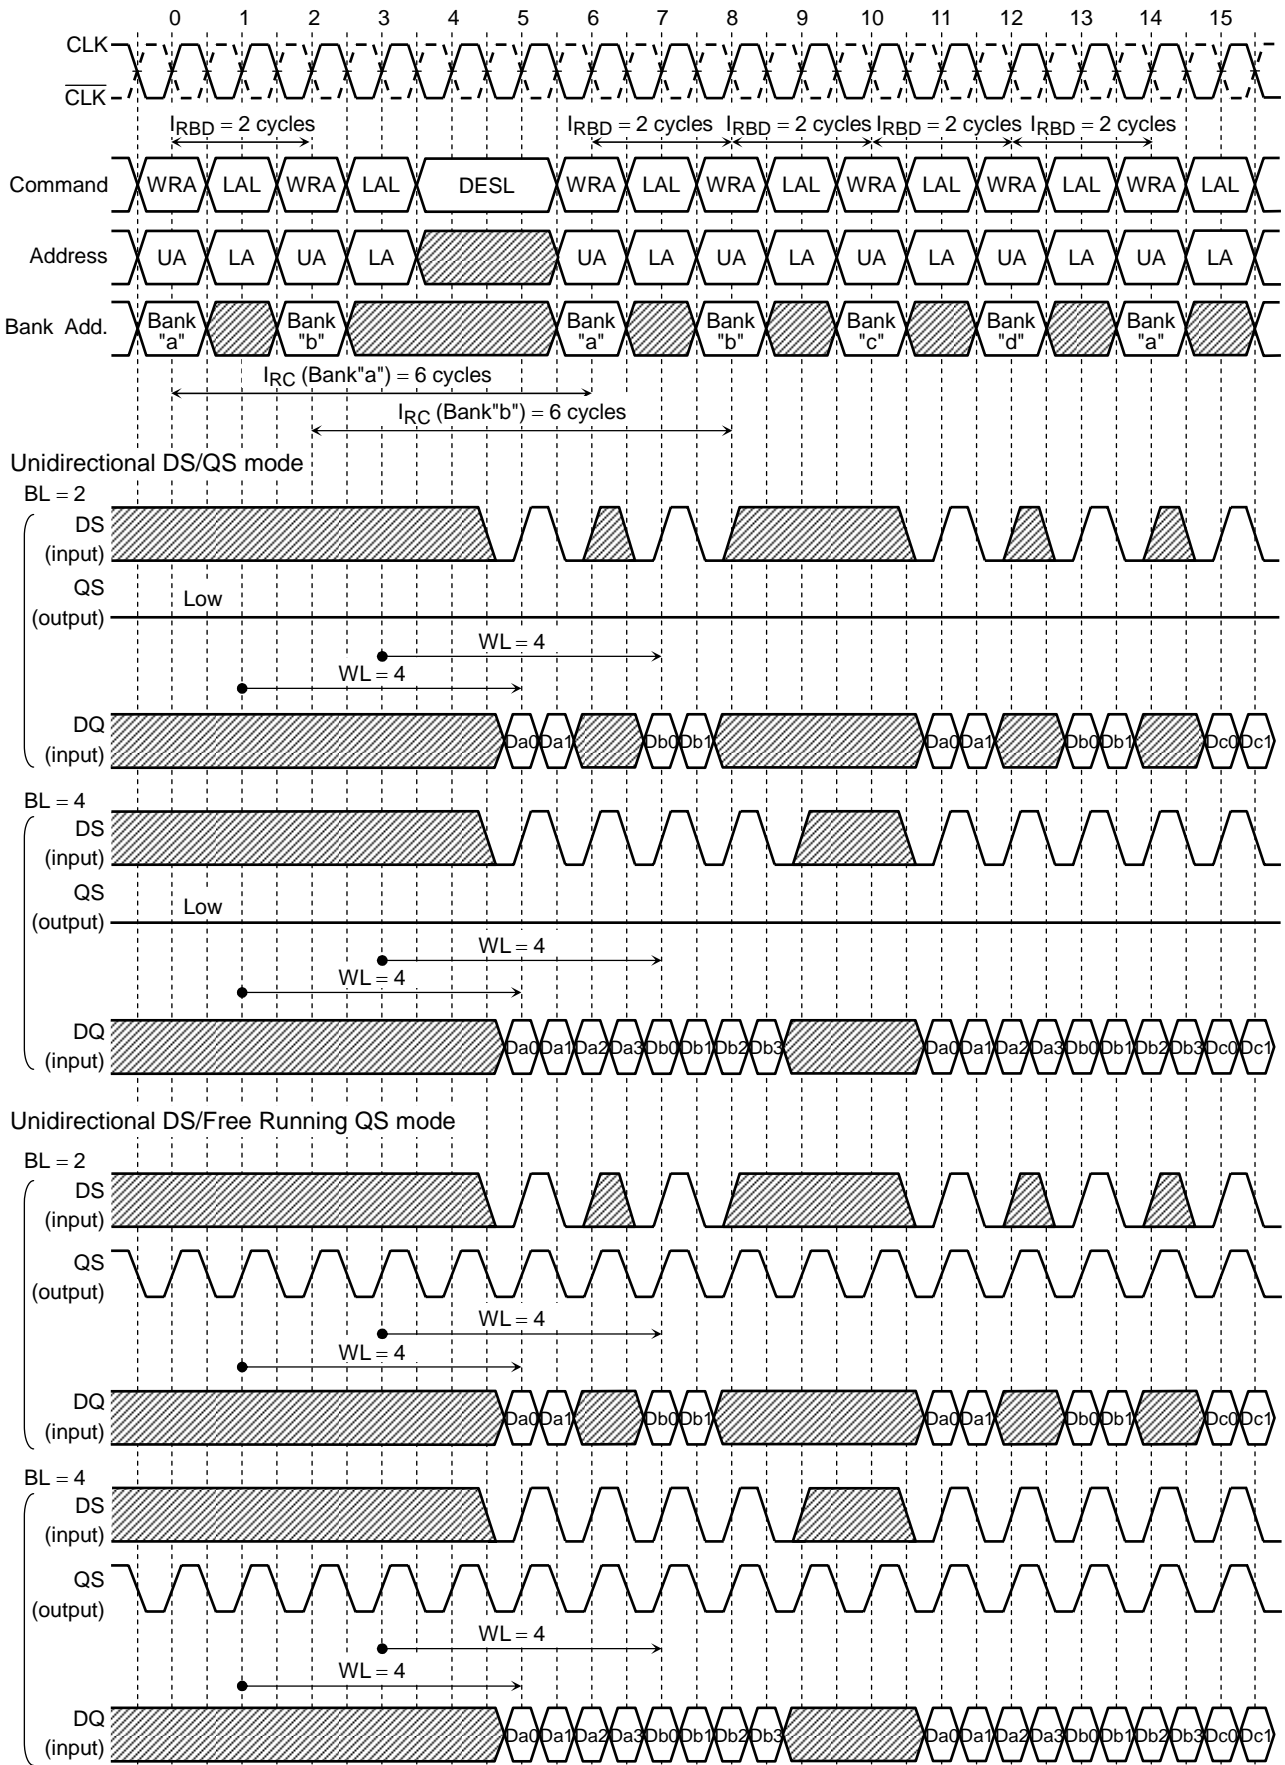 0 1 2 3 4 5 6 7 8 9 10 11 12 13 14 15
CLK
CLK
IRBD = 2 cycles IRBD = 2 cycles IRBD = 2 cycles IRBD = 2 cycles IRBD = 2 cycles
Command WRA LAL WRA LAL DESL WRA LAL WRA LAL WRA LAL WRA LAL WRA LAL
Address UA LA UA LA UA LA UA LA UA LA UA LA UA LA
Bank Add. Bank "a" Bank "b" Bank "a" Bank "b" Bank "c" Bank "d" Bank "a"
IRC (Bank"a") = 6 cycles
IRC (Bank"b") = 6 cycles
Unidirectional DS/QS mode
BL = 2
DS
(input)
QS
Low
(output)
WL = 4
WL = 4
DQ
(input) Da0 Da1 Db0 Db1 Da0 Da1 Db0 Db1 Dc0 Dc1
BL = 4
DS
(input)
QS
Low
(output)
WL = 4
WL = 4
DQ
(input) Da0 Da1 Da2 Da3 Db0 Db1 Db2 Db3 Da0 Da1 Da2 Da3 Db0 Db1 Db2 Db3 Dc0 Dc1
Unidirectional DS/Free Running QS mode
BL = 2
DS
(input)
QS
(output)
WL = 4
WL = 4
DQ
(input) Da0 Da1 Db0 Db1 Da0 Da1 Db0 Db1 Dc0 Dc1
BL = 4
DS
(input)
QS
(output)
WL = 4
WL = 4
DQ
(input) Da0 Da1 Da2 Da3 Db0 Db1 Db2 Db3 Da0 Da1 Da2 Da3 Db0 Db1 Db2 Db3 Dc0 Dc1